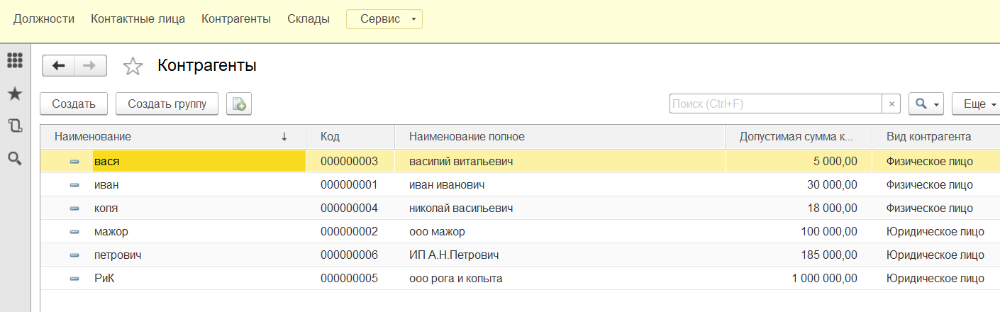 Должности Контактные лица Контрагенты Склады Сервис
Контрагенты
Создать Создать группу Поиск (Ctrl+F) × Еще
Наименование ↓ Код Наименование полное Допустимая сумма к... Вид контрагента
вася 000000003 василий витальевич 5 000,00 Физическое лицо
иван 000000001 иван иванович 30 000,00 Физическое лицо
коля 000000004 николай васильевич 18 000,00 Физическое лицо
мажор 000000002 ооо мажор 100 000,00 Юридическое лицо
петрович 000000006 ИП А.Н.Петрович 185 000,00 Юридическое лицо
РиК 000000005 ооо рога и копыта 1 000 000,00 Юридическое лицо